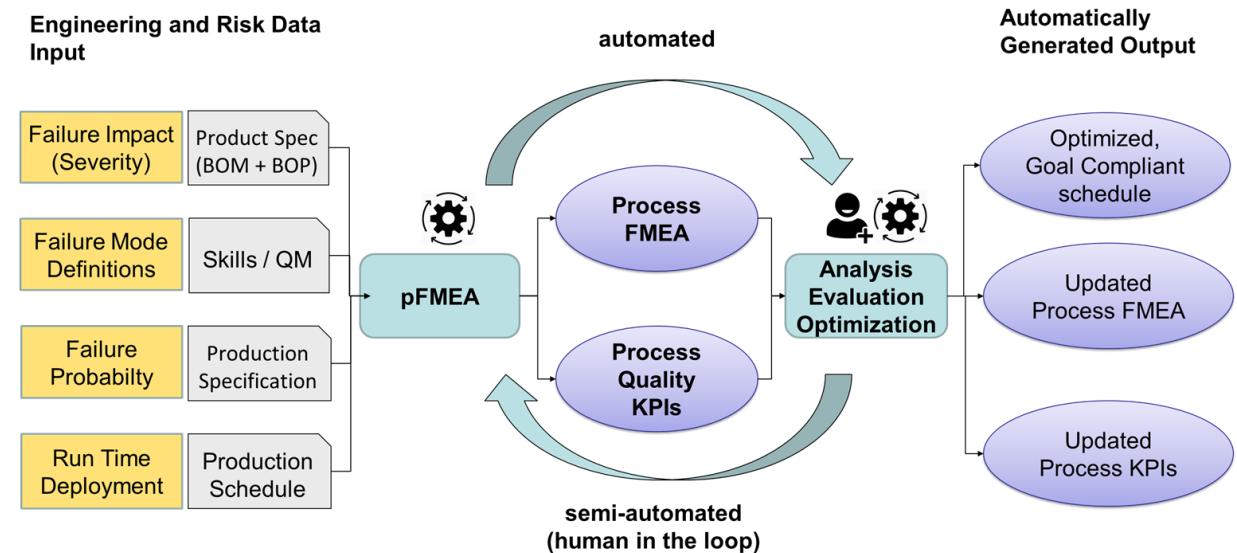 Engineering and Risk Data
Input
automated
Automatically
Generated Output
Failure Impact
(Severity)
Product Spec
(BOM + BOP)
Failure Mode
Definitions
Skills / QM
Failure
Probabilty
Production
Specification
Run Time
Deployment
Production
Schedule
pFMEA
Process
FMEA
Process
Quality
KPIs
Analysis
Evaluation
Optimization
Optimized,
Goal Compliant
schedule
Updated
Process FMEA
Updated
Process KPIs
semi-automated
(human in the loop)